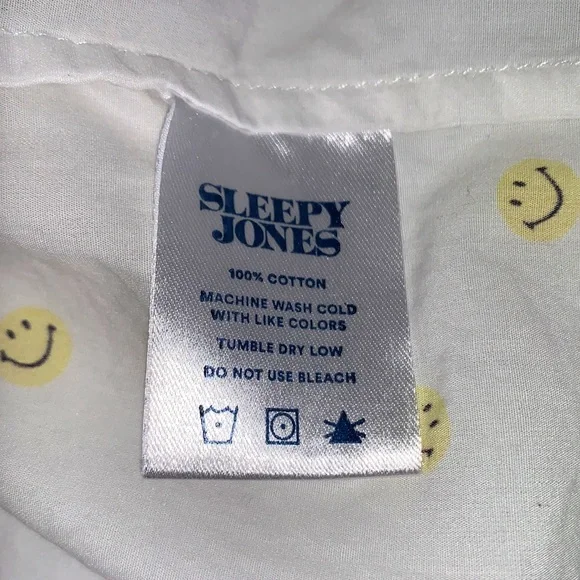 SLEEPY
JONES
100% COTTON
MACHINE WASH COLD
WITH LIKE COLORS
TUMBLE DRY LOW
DO NOT USE BLEACH